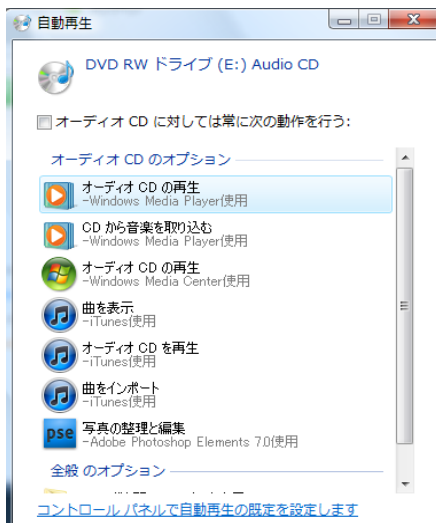 自動再生
DVD RW ドライブ (E:) Audio CD
オーディオ CD に対しては常に次の動作を行う:
オーディオ CD のオプション
オーディオ CD の再生
-Windows Media Player使用
CD から音楽を取り込む
-Windows Media Player使用
オーディオ CD の再生
-Windows Media Center使用
曲を表示
-iTunes使用
オーディオ CD を再生
-iTunes使用
曲をインポート
-iTunes使用
pse
写真の整理と編集
-Adobe Photoshop Elements 7.0使用
全般 のオプション
コントロール パネルで自動再生の既定を設定します